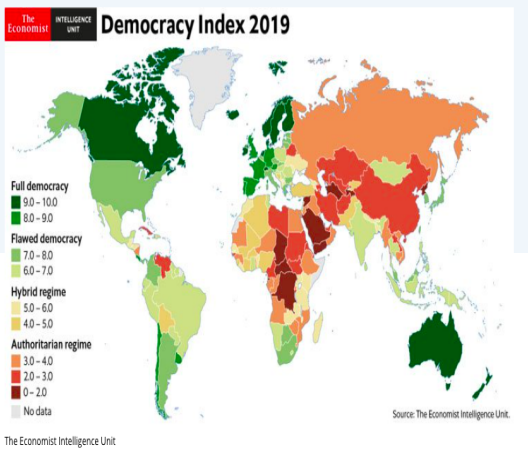 The Economist
INTELLIGENCE UNIT
Democracy Index 2019
Full democracy
9.0 – 10.0
8.0 – 9.0
Flawed democracy
7.0 – 8.0
6.0 – 7.0
Hybrid regime
5.0 – 6.0
4.0 – 5.0
Authoritarian regime
3.0 – 4.0
2.0 – 3.0
0 – 2.0
No data
Source: The Economist Intelligence Unit.
The Economist Intelligence Unit